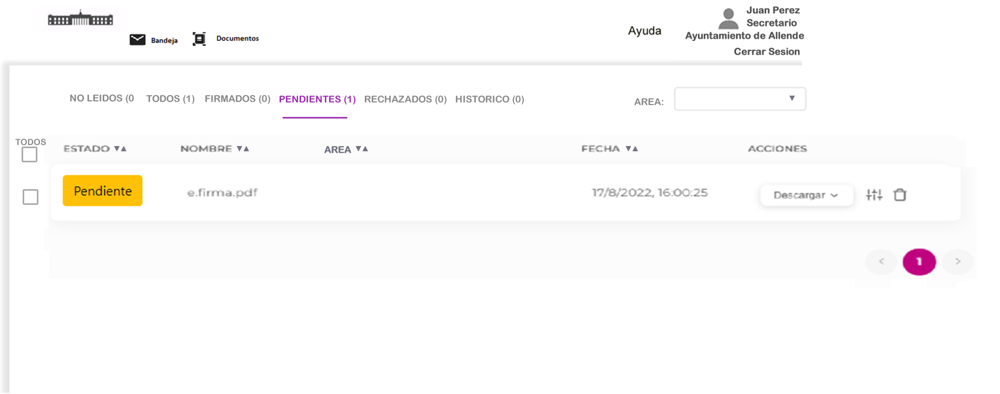 Juan Perez
Secretario
Ayuntamiento de Allende
Cerrar Sesion
Ayuda
Bandeja
Documentos
NO LEIDOS (0
TODOS (1)
FIRMADOS (0)
PENDIENTES (1)
RECHAZADOS (0)
HISTORICO (0)
AREA: ▼
TODOS
ESTADO ▼▲
NOMBRE ▼▲
AREA ▼▲
FECHA ▼▲
ACCIONES
Pendiente
e.firma.pdf
17/8/2022, 16:00:25
Descargar
< 1 >